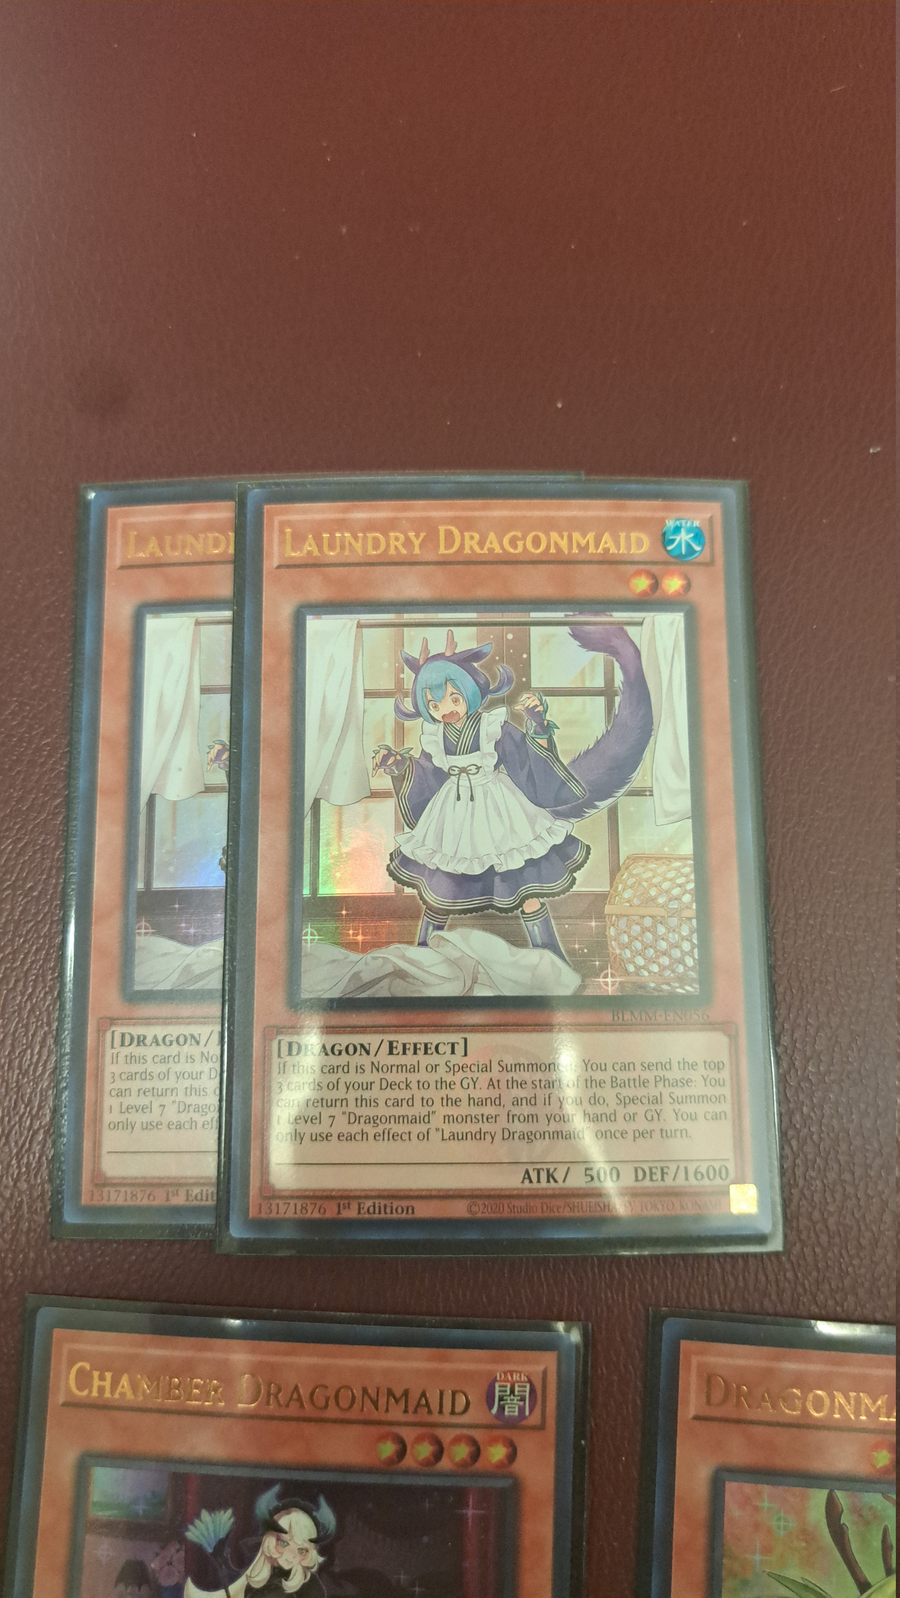 LAUNDI
[DRAGON/
If this card is No
3 cards of your D
can return this c
1 Level 7 "Drago
only use each eff
13171876 1st Edit
LAUNDRY DRAGONMAID
WATER
水
BLMM-EN056
[DRAGON/EFFECT]
If this card is Normal or Special Summoned: You can send the top
3 cards of your Deck to the GY. At the start of the Battle Phase: You
can return this card to the hand, and if you do, Special Summon
1 Level 7 "Dragonmaid" monster from your hand or GY. You can
only use each effect of "Laundry Dragonmaid" once per turn.
ATK/ 500 DEF/1600
13171876 1st Edition
©2020 Studio Dice/SHUEISHA, TV TOKYO, KONAMI
CHAMBER DRAGONMAID
DARK
闇
DRAGONMA